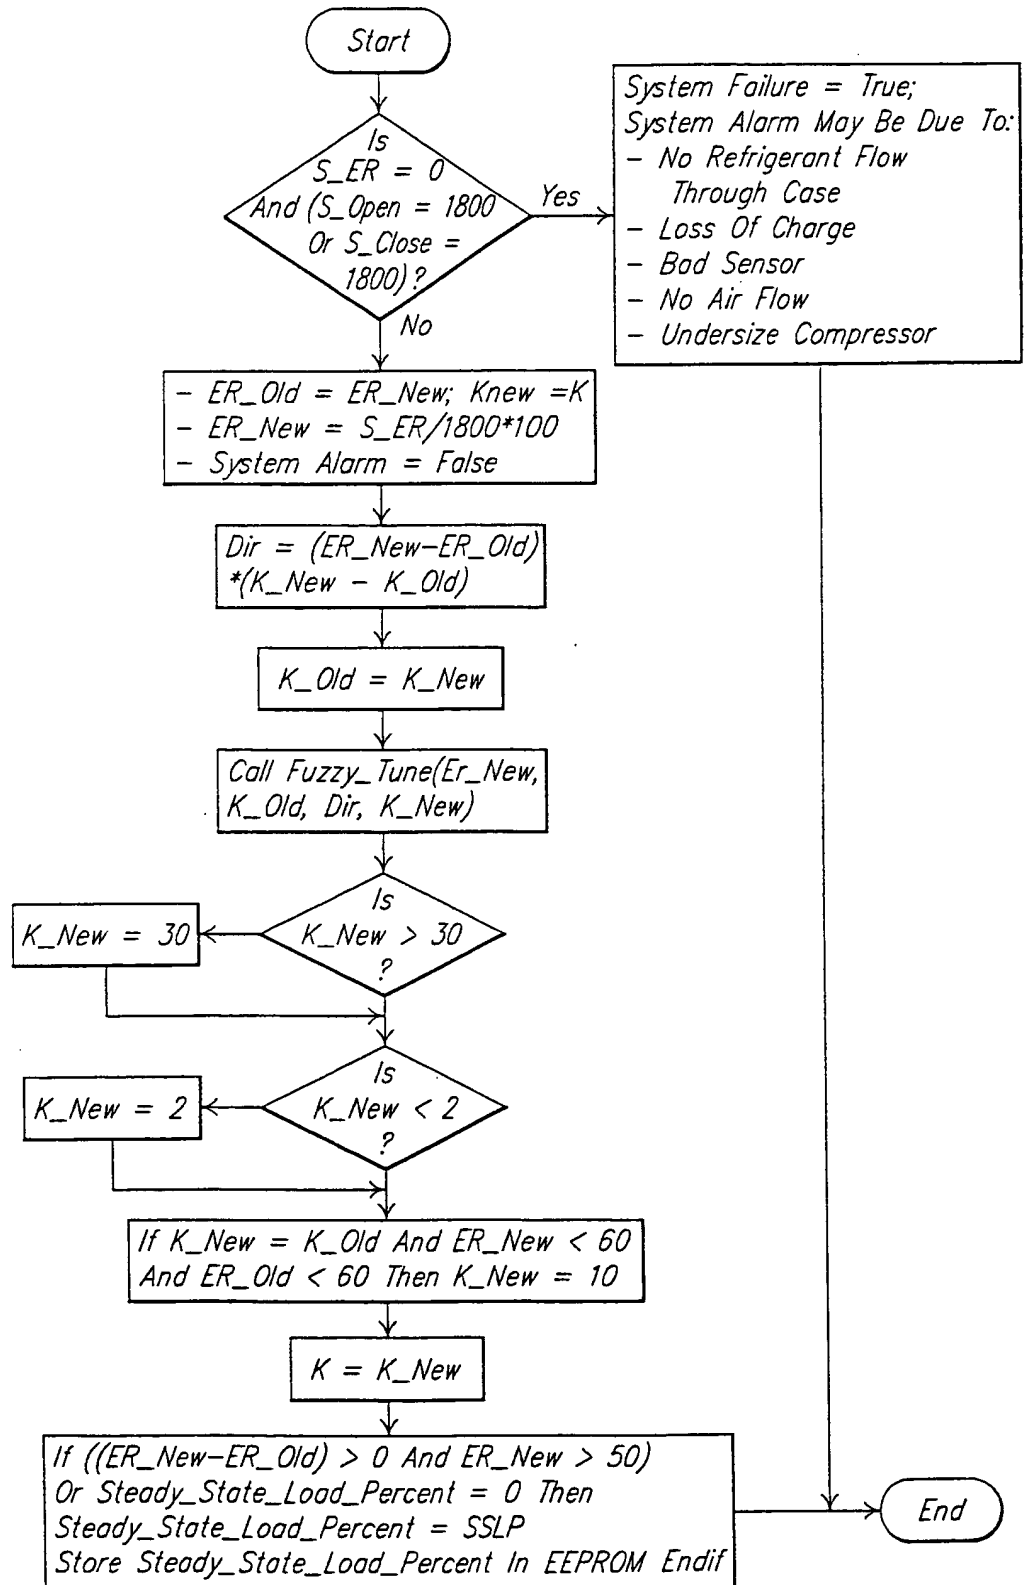 Start
Is
S_ER = 0
And (S_Open = 1800
Or S_Close =
1800)?
Yes
No
System Failure = True;
System Alarm May Be Due To:
- No Refrigerant Flow
Through Case
- Loss Of Charge
- Bad Sensor
- No Air Flow
- Undersize Compressor
- ER_Old = ER_New; Knew =K
- ER_New = S_ER/1800*100
- System Alarm = False
Dir = (ER_New-ER_Old)
*(K_New - K_Old)
K_Old = K_New
Call Fuzzy_Tune(Er_New,
K_Old, Dir, K_New)
Is
K_New > 30
?
K_New = 30
Is
K_New < 2
?
K_New = 2
If K_New = K_Old And ER_New < 60
And ER_Old < 60 Then K_New = 10
K = K_New
If ((ER_New-ER_Old) > 0 And ER_New > 50)
Or Steady_State_Load_Percent = 0 Then
Steady_State_Load_Percent = SSLP
Store Steady_State_Load_Percent In EEPROM Endif
End